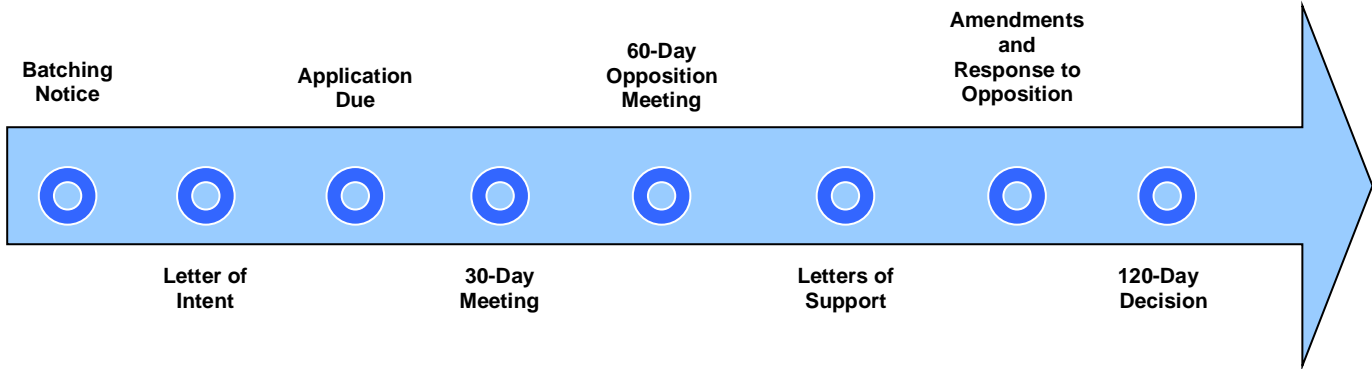 Batching
Notice
Letter of
Intent
Application
Due
30-Day
Meeting
60-Day
Opposition
Meeting
Letters of
Support
Amendments
and
Response to
Opposition
120-Day
Decision